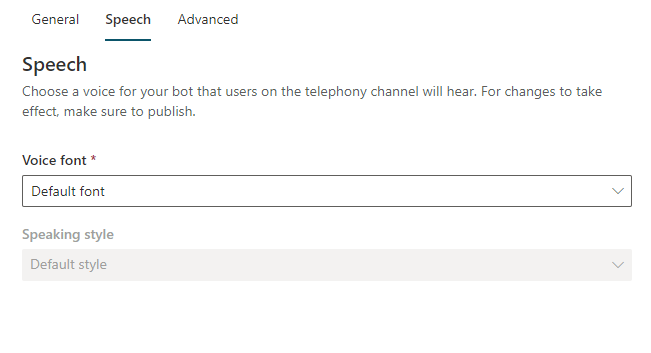 General Speech Advanced
Speech
Choose a voice for your bot that users on the telephony channel will hear. For changes to take
effect, make sure to publish.
Voice font *
Default font
Speaking style
Default style